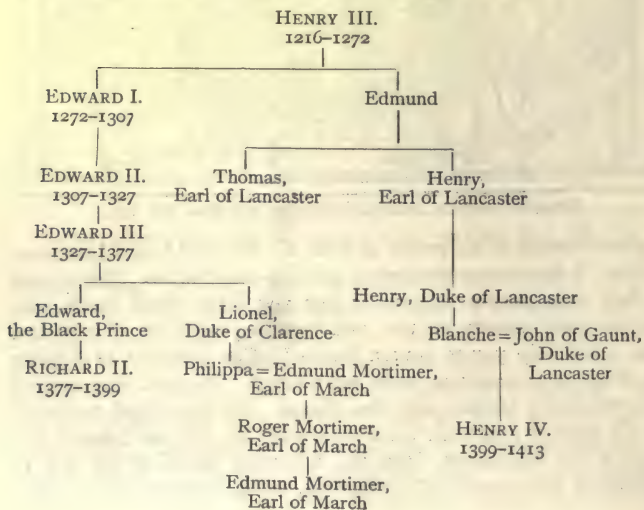 HENRY III.
1216–1272
EDWARD I.
1272–1307
Edmund
EDWARD II.
1307–1327
Thomas,
Earl of Lancaster
Henry,
Earl of Lancaster
EDWARD III
1327–1377
Edward,
the Black Prince
Lionel,
Duke of Clarence
Henry, Duke of Lancaster
RICHARD II.
1377–1399
Philippa = Edmund Mortimer,
Earl of March
Blanche = John of Gaunt,
Duke of
Lancaster
Roger Mortimer,
Earl of March
HENRY IV.
1399–1413
Edmund Mortimer,
Earl of March